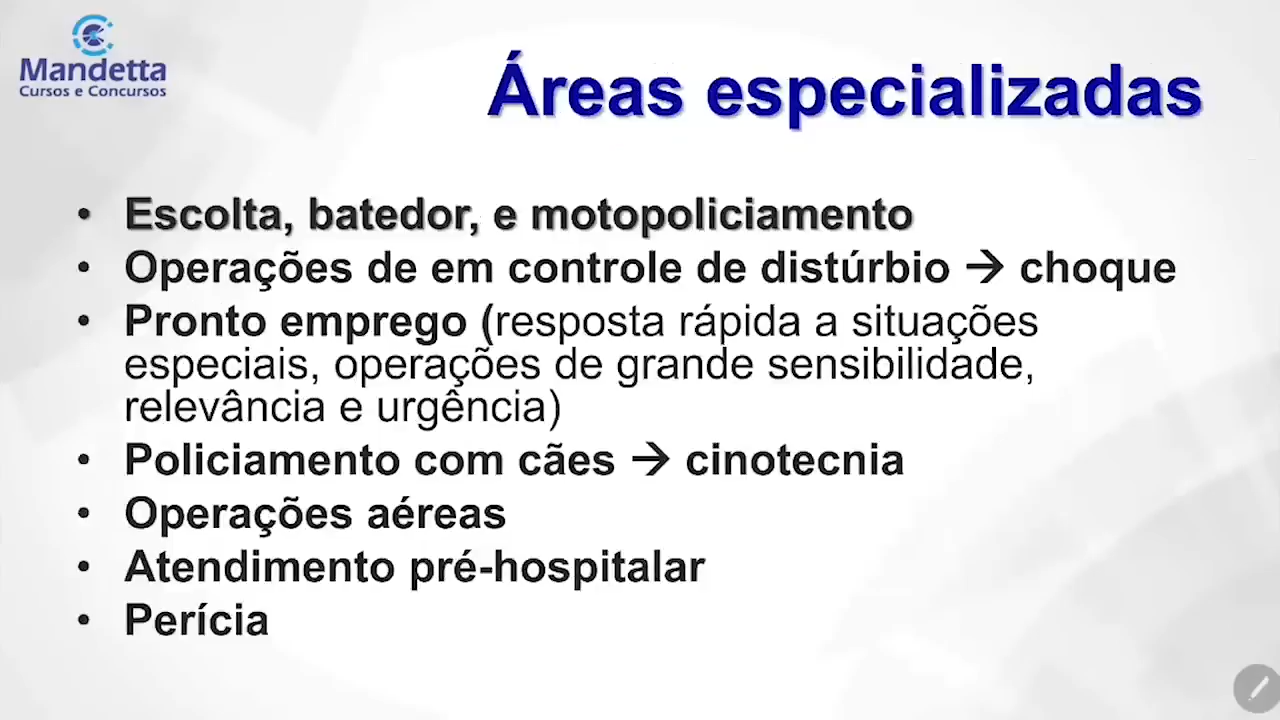 Mandetta
Cursos e Concursos
Áreas especializadas
• Escolta, batedor, e motopoliciamento
• Operações de em controle de distúrbio → choque
• Pronto emprego (resposta rápida a situações
especiais, operações de grande sensibilidade,
relevância e urgência)
• Policiamento com cães → cinotecnia
• Operações aéreas
• Atendimento pré-hospitalar
• Perícia